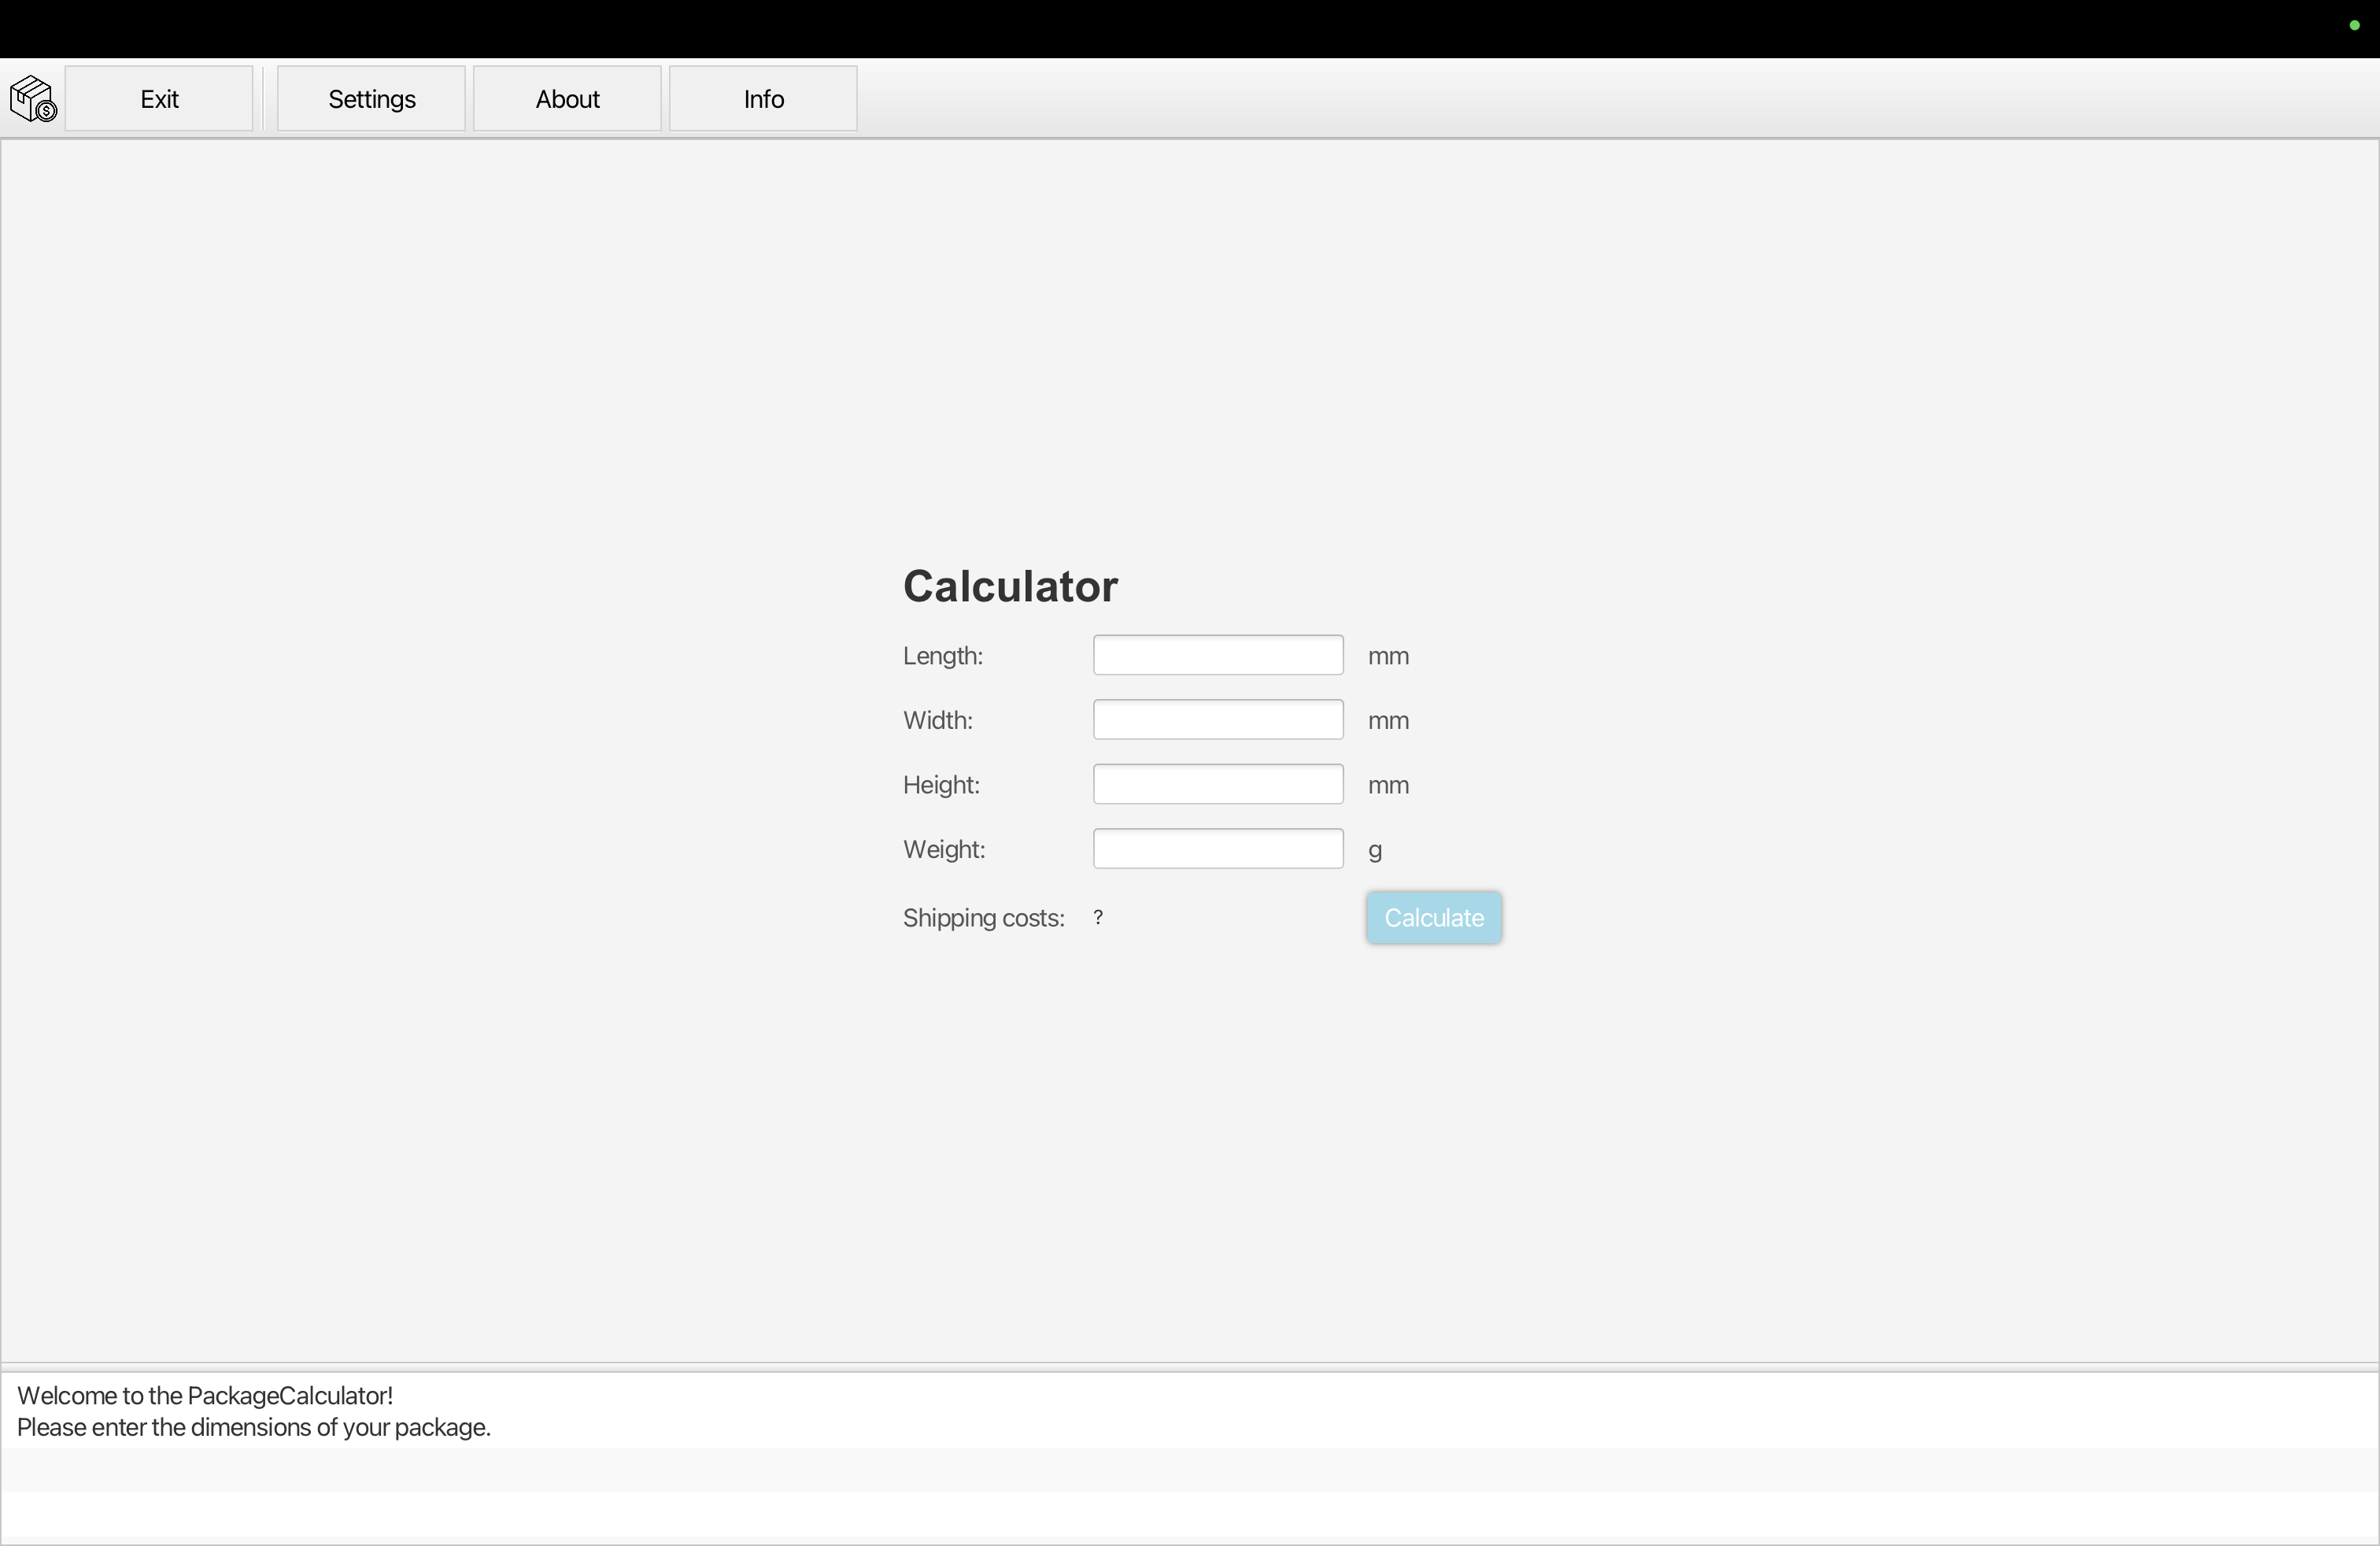 Exit Settings About Info
Calculator
Length: mm
Width: mm
Height: mm
Weight: g
Shipping costs: ? Calculate
Welcome to the PackageCalculator!
Please enter the dimensions of your package.